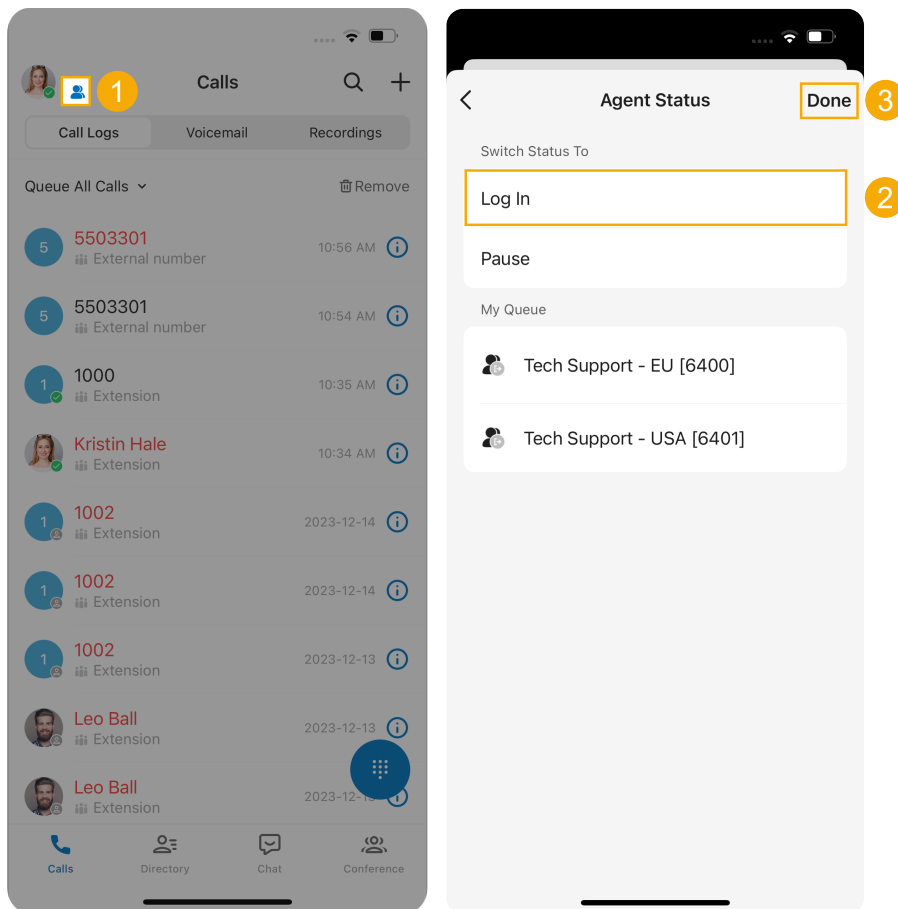 1
Calls
Call Logs
Voicemail
Recordings
Queue All Calls
Remove
5
5503301
External number
10:56 AM
5
5503301
External number
10:54 AM
1
1000
Extension
10:35 AM
Kristin Hale
Extension
10:34 AM
1
1002
Extension
2023-12-14
1
1002
Extension
2023-12-14
1
1002
Extension
2023-12-13
Leo Ball
Extension
2023-12-13
Leo Ball
Extension
2023-12-13
Calls
Directory
Chat
Conference
Agent Status
Done
3
Switch Status To
Log In
2
Pause
My Queue
Tech Support - EU [6400]
Tech Support - USA [6401]